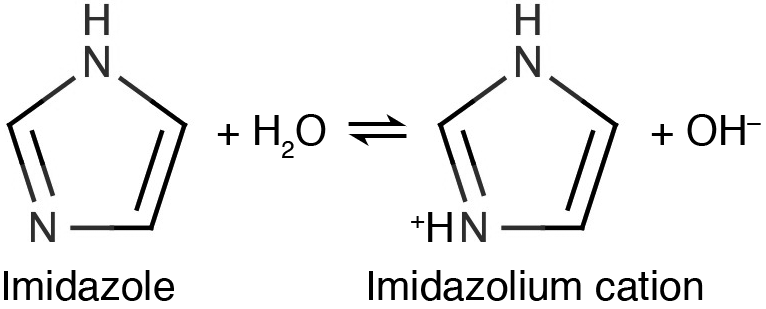 H H
N N
+ H₂O ⇌ + OH⁻
N ⁺HN
Imidazole Imidazolium cation